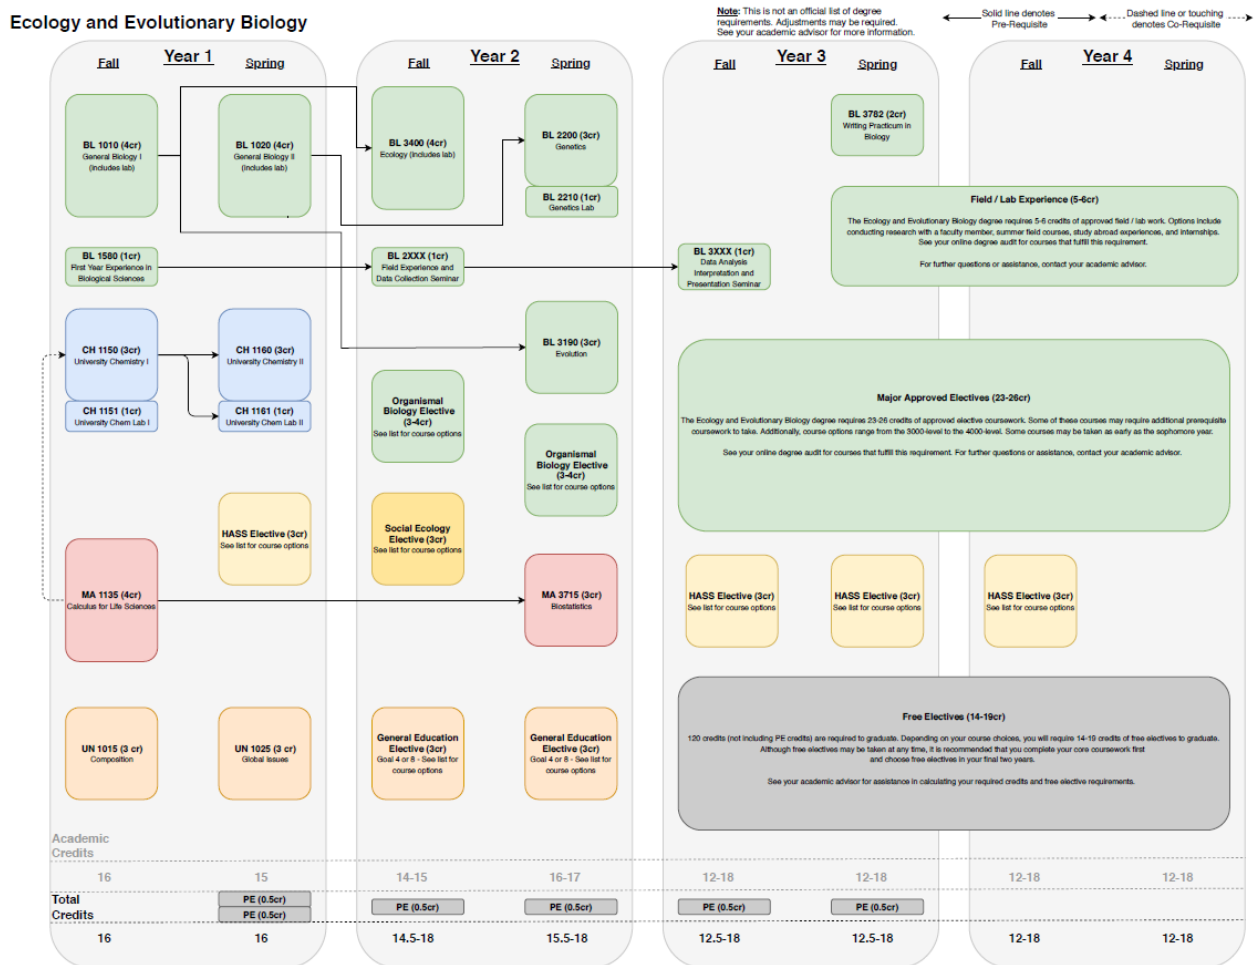 Ecology and Evolutionary Biology
Note: This is not an official list of degree
requirements. Adjustments may be required.
See your academic advisor for more information.
Solid line denotes
Pre-Requisite
Dashed line or touching
denotes Co-Requisite
Year 1
Fall
Spring
Year 2
Fall
Spring
Year 3
Fall
Spring
Year 4
Fall
Spring
BL 1010 (4cr)
General Biology I
(includes lab)
BL 1020 (4cr)
General Biology II
(includes lab)
BL 3400 (4cr)
Ecology (includes lab)
BL 2200 (3cr)
Genetics
BL 2210 (1cr)
Genetics Lab
BL 3782 (2cr)
Writing Practicum in
Biology
Field / Lab Experience (5-6cr)
The Ecology and Evolutionary Biology degree requires 5-6 credits of approved field / lab work. Options include
conducting research with a faculty member, summer field courses, study abroad experiences, and internships.
See your online degree audit for courses that fulfill this requirement.
For further questions or assistance, contact your academic advisor.
BL 1580 (1cr)
First Year Experience in
Biological Sciences
BL 2XXX (1cr)
Field Experience and
Data Collection Seminar
BL 3XXX (1cr)
Data Analysis
Interpretation and
Presentation Seminar
CH 1150 (3cr)
University Chemistry I
CH 1151 (1cr)
University Chem Lab I
CH 1160 (3cr)
University Chemistry II
CH 1161 (1cr)
University Chem Lab II
BL 3190 (3cr)
Evolution
Organismal
Biology Elective
(3-4cr)
See list for course options
Organismal
Biology Elective
(3-4cr)
See list for course options
Major Approved Electives (23-26cr)
The Ecology and Evolutionary Biology degree requires 23-26 credits of approved elective coursework. Some of these courses may require additional prerequisite
coursework to take. Additionally, course options range from the 3000-level to the 4000-level. Some courses may be taken as early as the sophomore year.
See your online degree audit for courses that fulfill this requirement. For further questions or assistance, contact your academic advisor.
HASS Elective (3cr)
See list for course options
Social Ecology
Elective (3cr)
See list for course options
MA 1135 (4cr)
Calculus for Life Sciences
MA 3715 (3cr)
Biostatistics
HASS Elective (3cr)
See list for course options
HASS Elective (3cr)
See list for course options
HASS Elective (3cr)
See list for course options
UN 1015 (3 cr)
Composition
UN 1025 (3 cr)
Global Issues
General Education
Elective (3cr)
Goal 4 or 8 - See list for
course options
General Education
Elective (3cr)
Goal 4 or 8 - See list for
course options
Free Electives (14-19cr)
120 credits (not including PE credits) are required to graduate. Depending on your course choices, you will require 14-19 credits of free electives to graduate.
Although free electives may be taken at any time, it is recommended that you complete your core coursework first
and choose free electives in your final two years.
See your academic advisor for assistance in calculating your required credits and free elective requirements.
Academic
Credits
16
15
14-15
16-17
12-18
12-18
12-18
12-18
Total
Credits
PE (0.5cr)
PE (0.5cr)
PE (0.5cr)
PE (0.5cr)
PE (0.5cr)
PE (0.5cr)
16
16
14.5-18
15.5-18
12.5-18
12.5-18
12-18
12-18